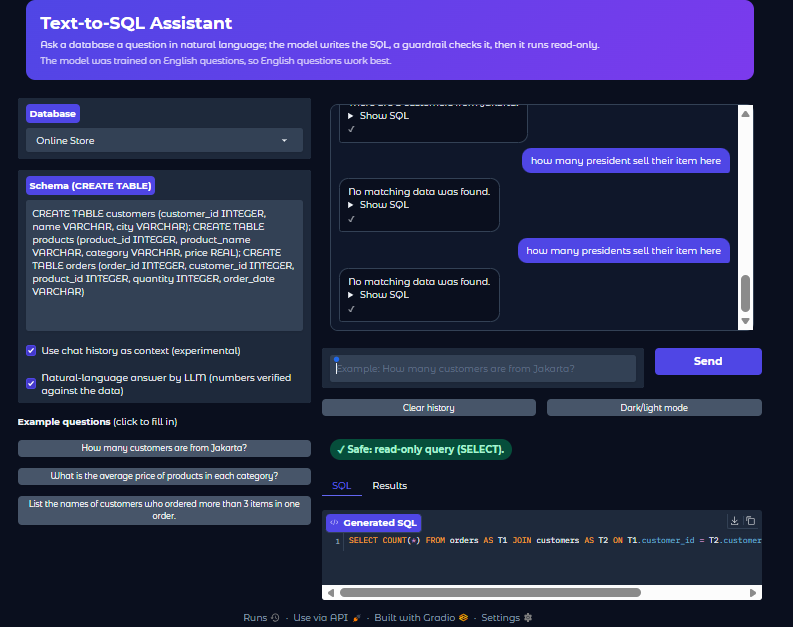 Text-to-SQL Assistant
Ask a database a question in natural language; the model writes the SQL, a guardrail checks it, then it runs read-only.
The model was trained on English questions, so English questions work best.
Database
Online Store
Schema (CREATE TABLE)
CREATE TABLE customers (customer_id INTEGER,
name VARCHAR, city VARCHAR); CREATE TABLE
products (product_id INTEGER, product_name
VARCHAR, category VARCHAR, price REAL); CREATE
TABLE orders (order_id INTEGER, customer_id INTEGER,
product_id INTEGER, quantity INTEGER, order_date
VARCHAR)
Use chat history as context (experimental)
Natural-language answer by LLM (numbers verified
against the data)
Example questions (click to fill in)
How many customers are from Jakarta?
What is the average price of products in each category?
List the names of customers who ordered more than 3 items in one
order.
Show SQL
✓
how many president sell their item here
No matching data was found.
Show SQL
✓
how many presidents sell their item here
No matching data was found.
Show SQL
✓
Example: How many customers are from Jakarta?
Send
Clear history
Dark/light mode
✓ Safe: read-only query (SELECT).
SQL
Results
Generated SQL
1 SELECT COUNT(*) FROM orders AS T1 JOIN customers AS T2 ON T1.customer_id = T2.customer
Runs · Use via API · Built with Gradio · Settings